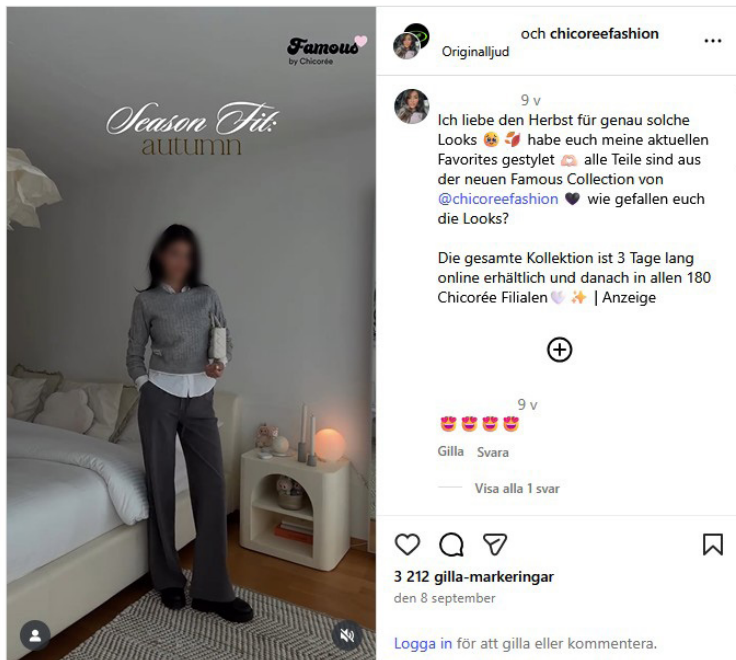 Famous
by Chicorée
Season Fit:
autumn
och chicoreefashion
Originalljud
9 v
Ich liebe den Herbst für genau solche
Looks 🥹 🍂 habe euch meine aktuellen
Favorites gestylet 🫶🏻 alle Teile sind aus
der neuen Famous Collection von
@chicoreefashion 🖤 wie gefallen euch
die Looks?
Die gesamte Kollektion ist 3 Tage lang
online erhältlich und danach in allen 180
Chicorée Filialen🤍 ✨ | Anzeige
9 v
😍😍😍😍
Gilla Svara
Visa alla 1 svar
3 212 gilla-markeringar
den 8 september
Logga in för att gilla eller kommentera.